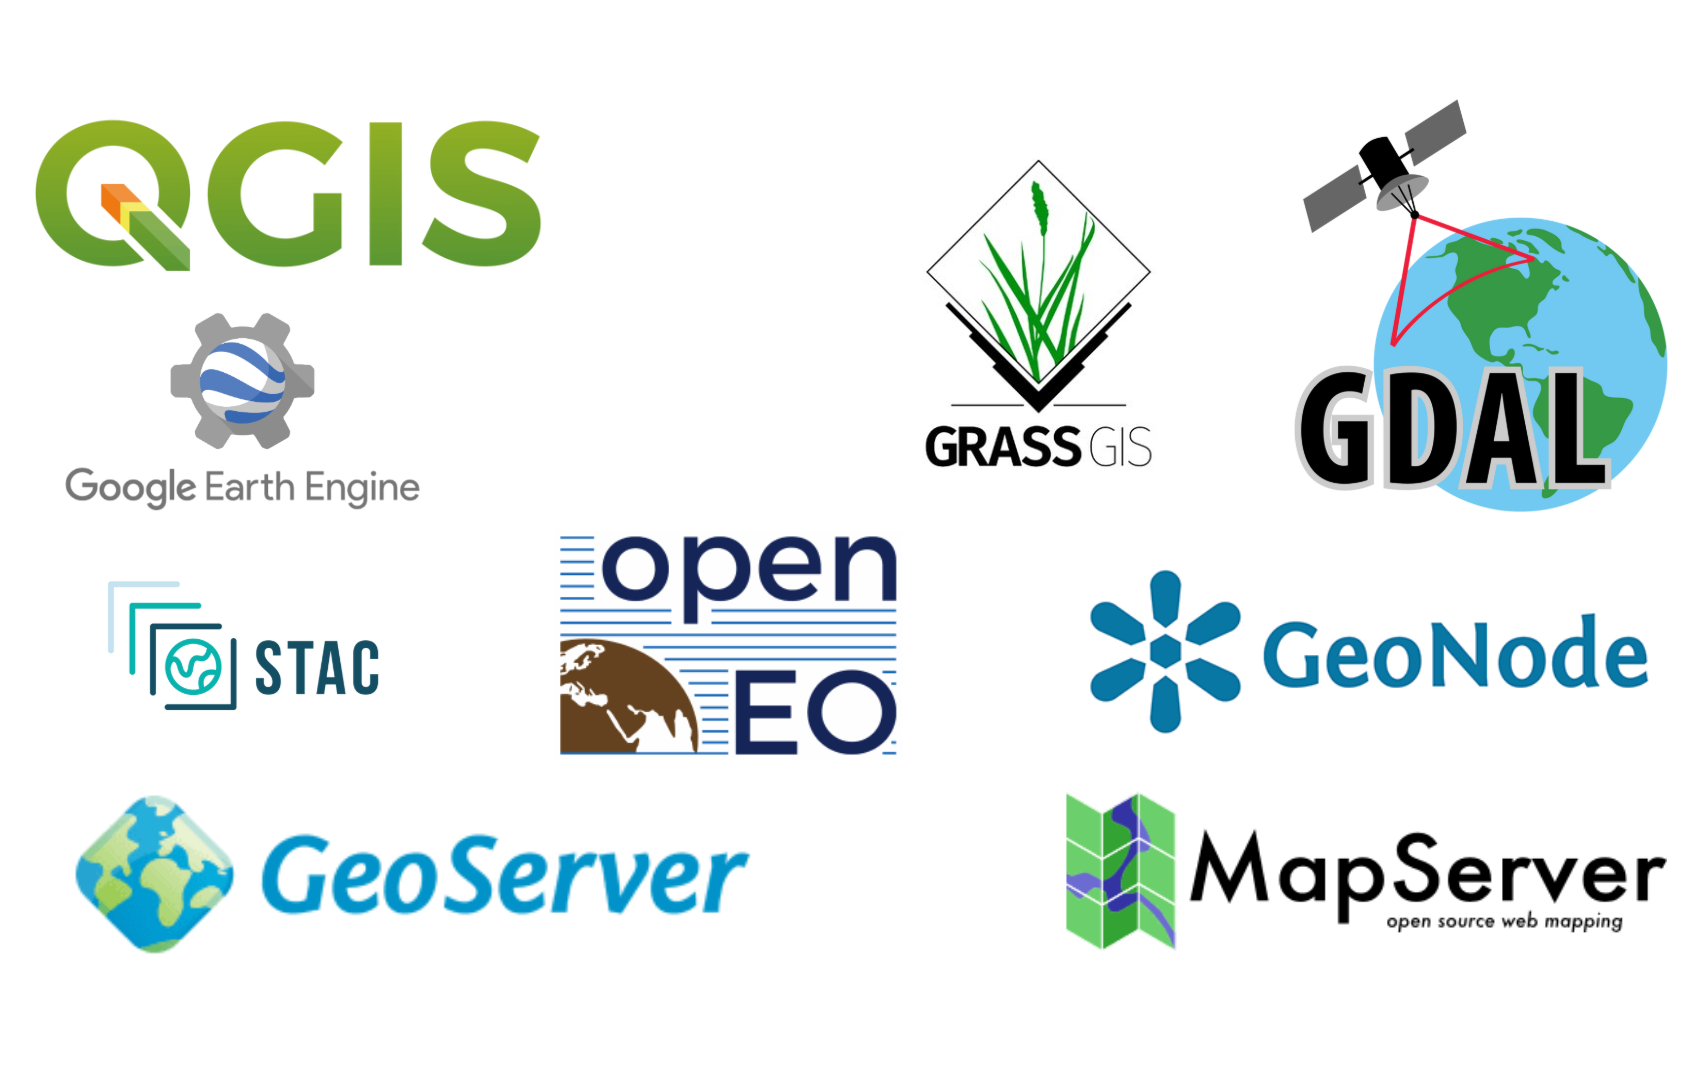 QGIS
GRASS GIS
GDAL
Google Earth Engine
open
EO
STAC
GeoNode
GeoServer
MapServer
open source web mapping